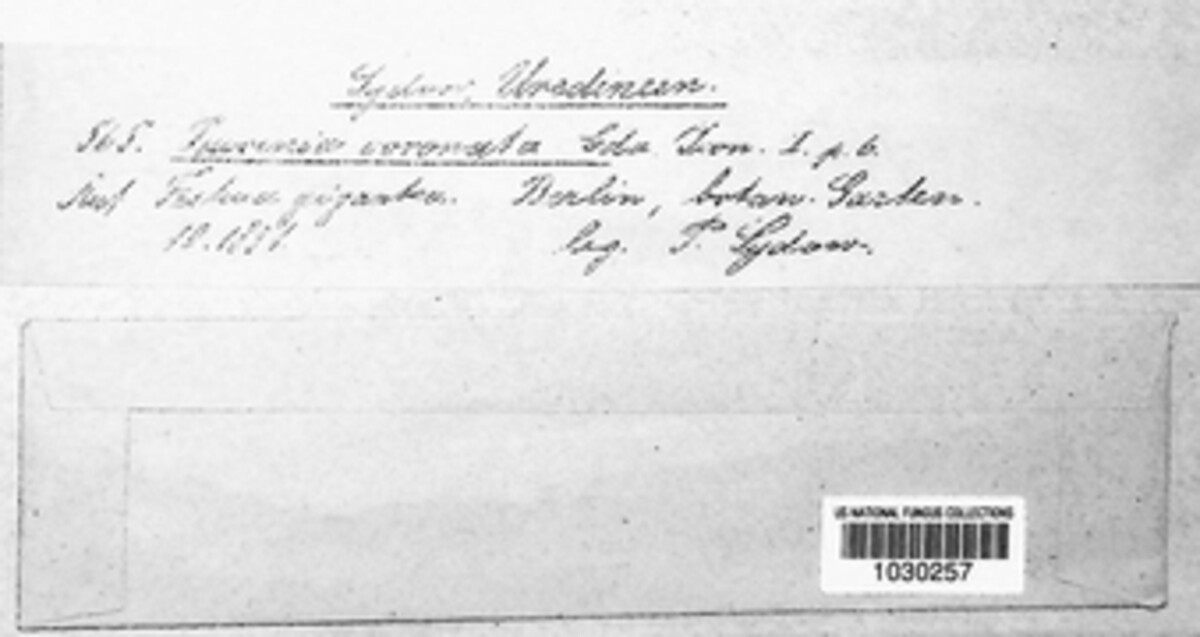 Sydow, Uredineen.
565. Puccinia coronata Cda. Icon. I. p. 6.
Auf Festuca gigantea. Berlin, botan. Garten.
10. leg. P. Sydow.
US NATIONAL FUNGUS COLLECTIONS
1030257